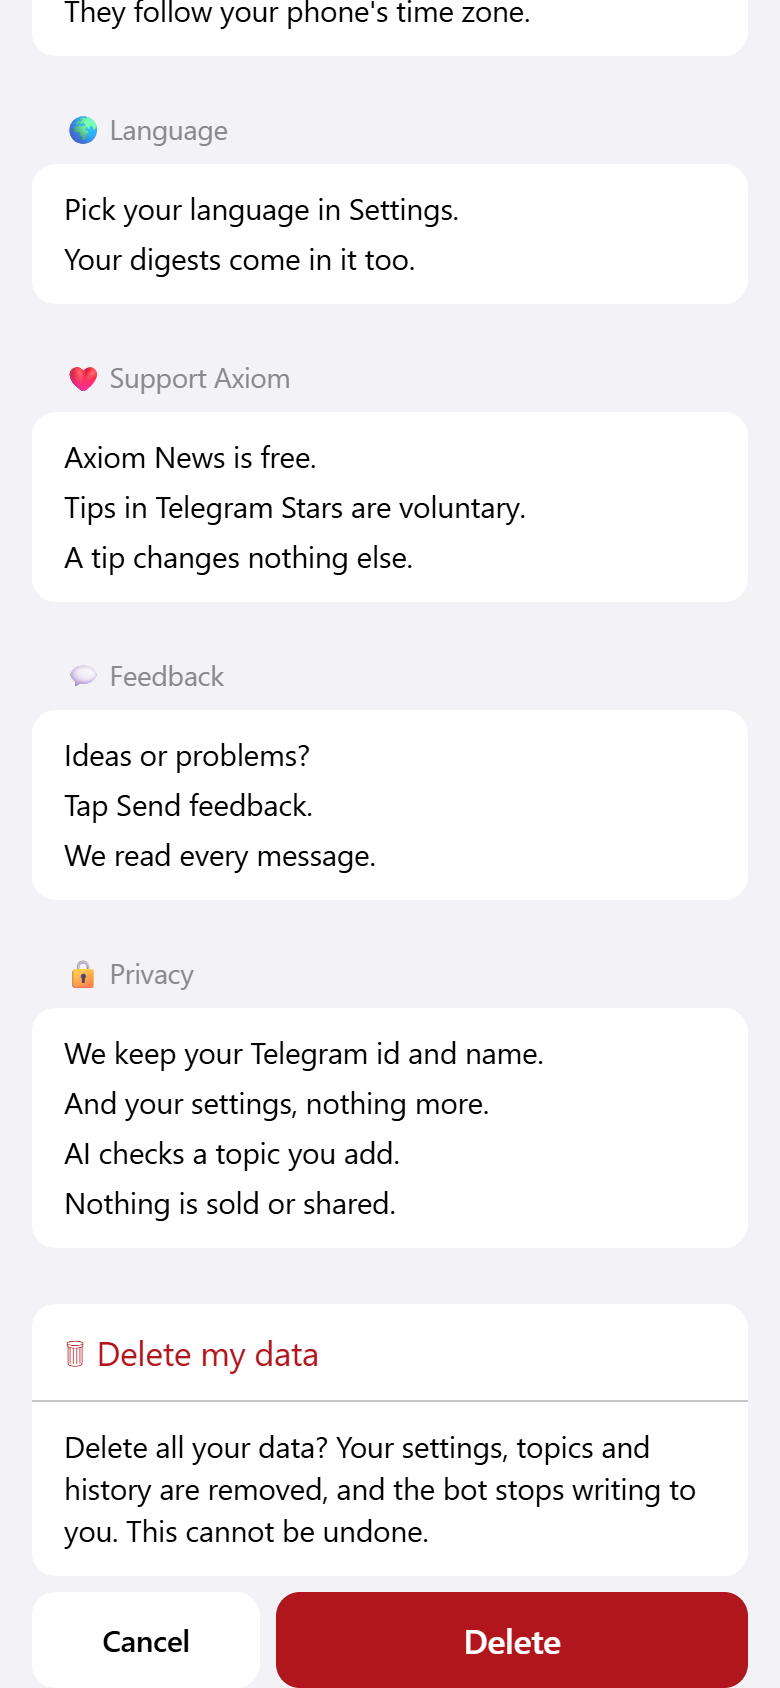 They follow your phone's time zone.
Language
Pick your language in Settings.
Your digests come in it too.
Support Axiom
Axiom News is free.
Tips in Telegram Stars are voluntary.
A tip changes nothing else.
Feedback
Ideas or problems?
Tap Send feedback.
We read every message.
Privacy
We keep your Telegram id and name.
And your settings, nothing more.
AI checks a topic you add.
Nothing is sold or shared.
Delete my data
Delete all your data? Your settings, topics and
history are removed, and the bot stops writing to
you. This cannot be undone.
Cancel
Delete